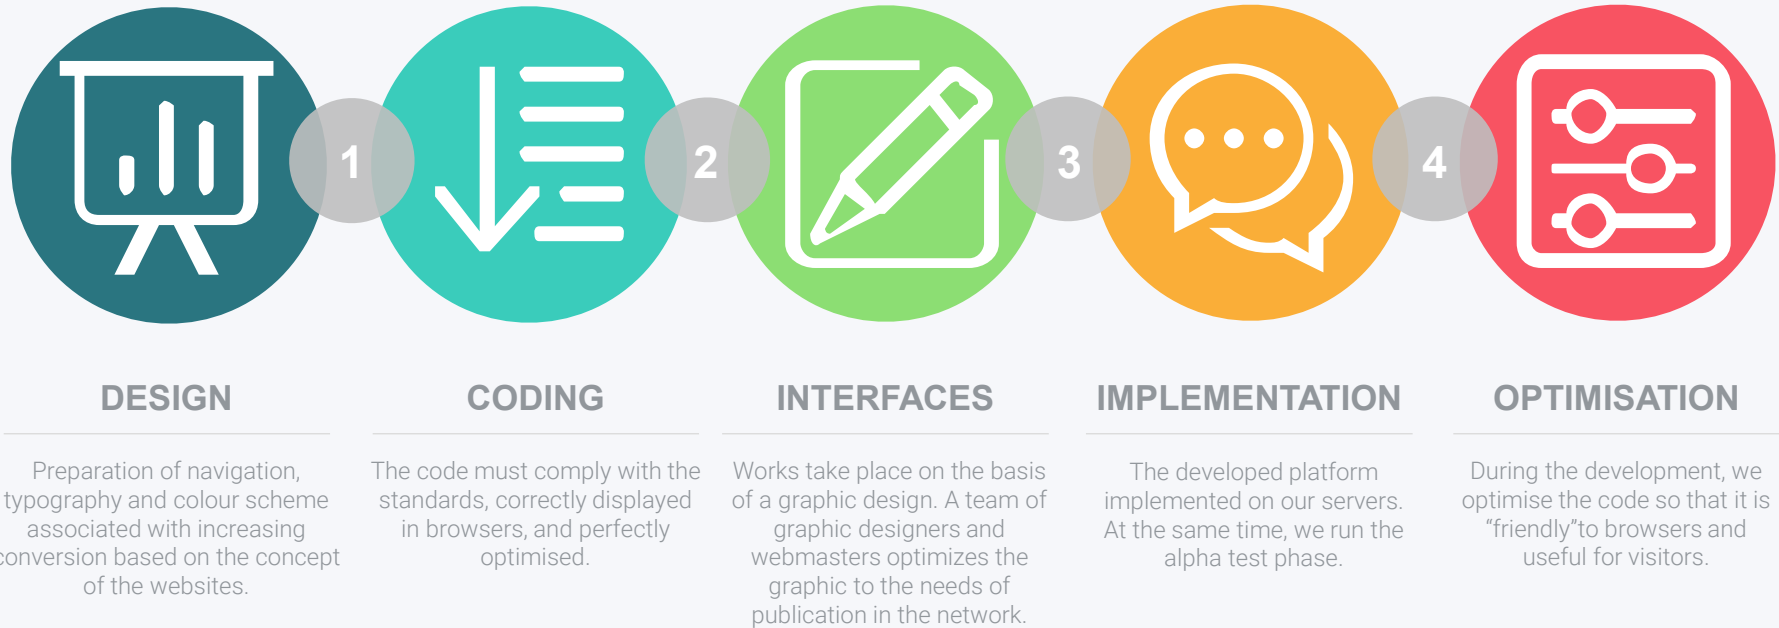 1
2
3
4
DESIGN
Preparation of navigation,
typography and colour scheme
associated with increasing
conversion based on the concept
of the websites.
CODING
The code must comply with the
standards, correctly displayed
in browsers, and perfectly
optimised.
INTERFACES
Works take place on the basis
of a graphic design. A team of
graphic designers and
webmasters optimizes the
graphic to the needs of
publication in the network.
IMPLEMENTATION
The developed platform
implemented on our servers.
At the same time, we run the
alpha test phase.
OPTIMISATION
During the development, we
optimise the code so that it is
“friendly”to browsers and
useful for visitors.